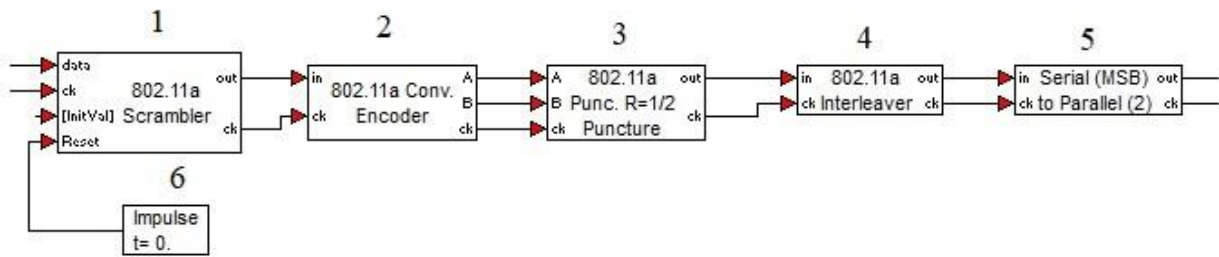 1
2
3
4
5
data
ck
[InitVal]
Reset
802.11a
Scrambler
out
ck
in
ck
802.11a Conv.
Encoder
A
B
ck
A
B
ck
802.11a
Punc. R=1/2
Puncture
out
ck
in
ck
802.11a
Interleaver
out
ck
in
ck
Serial (MSB)
to Parallel (2)
out
ck
6
Impulse
t= 0.